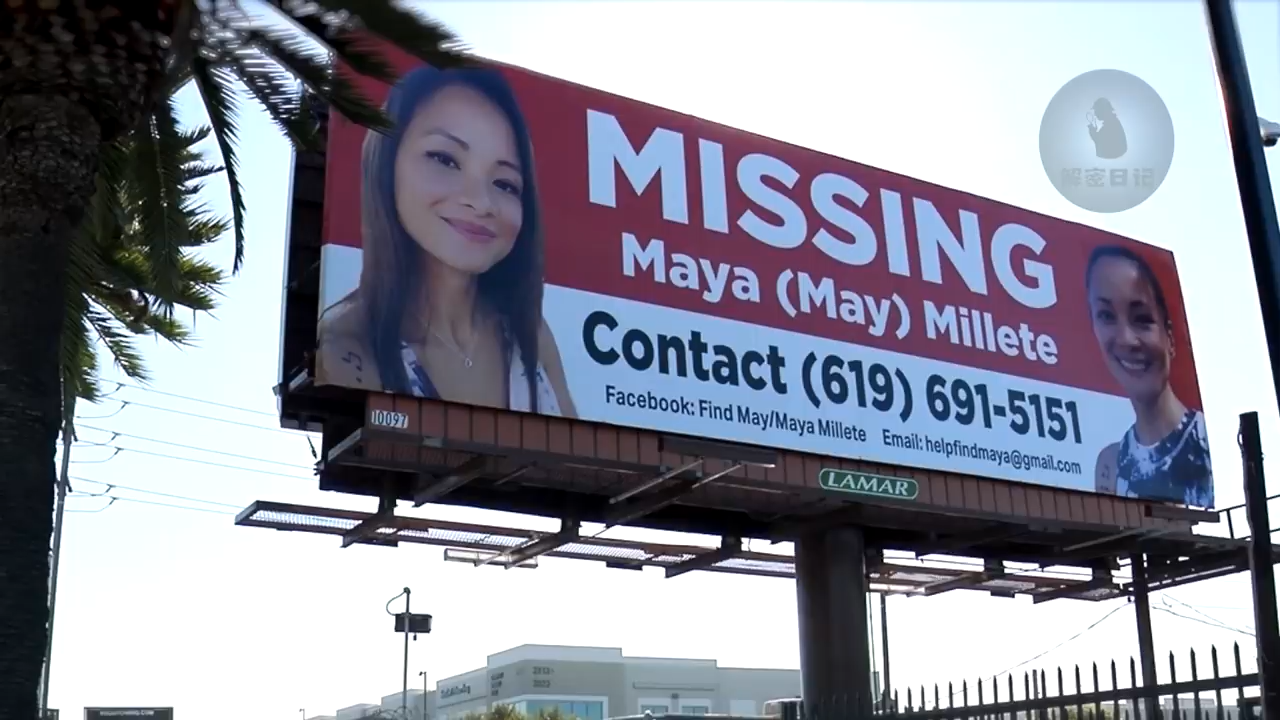 MISSING
Maya (May) Millete
Contact (619) 691-5151
Facebook: Find May/Maya Millete Email: helpfindmaya@gmail.com
10097
LAMAR
解密日记